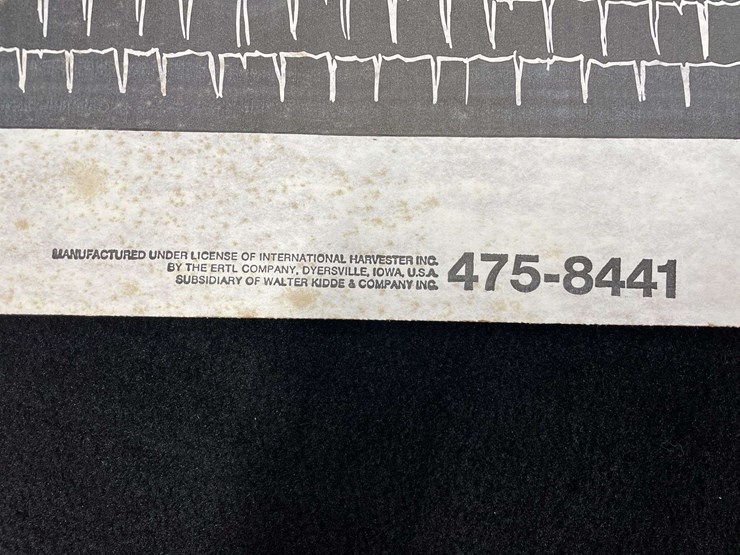 MANUFACTURED UNDER LICENSE OF INTERNATIONAL HARVESTER INC.
BY THE ERTL COMPANY, DYERSVILLE, IOWA, U.S.A.
SUBSIDIARY OF WALTER KIDDE & COMPANY INC.
475-8441